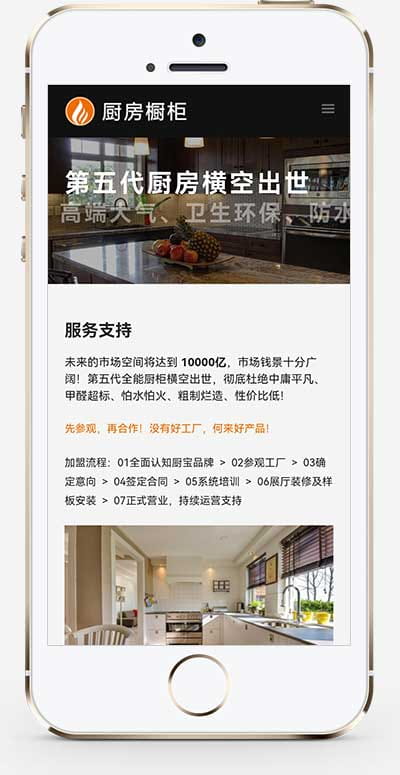 厨房橱柜
第五代厨房横空出世
高端大气、卫生环保、防水
服务支持
未来的市场空间将达到 10000亿，市场钱景十分广
阔！第五代全能厨柜横空出世，彻底杜绝中庸平凡、
甲醛超标、怕水怕火、粗制烂造、性价比低！
先参观，再合作！没有好工厂，何来好产品！
加盟流程：01全面认知厨宝品牌 > 02参观工厂 > 03确
定意向 > 04签定合同 > 05系统培训 > 06展厅装修及样
板安装 > 07正式营业，持续运营支持